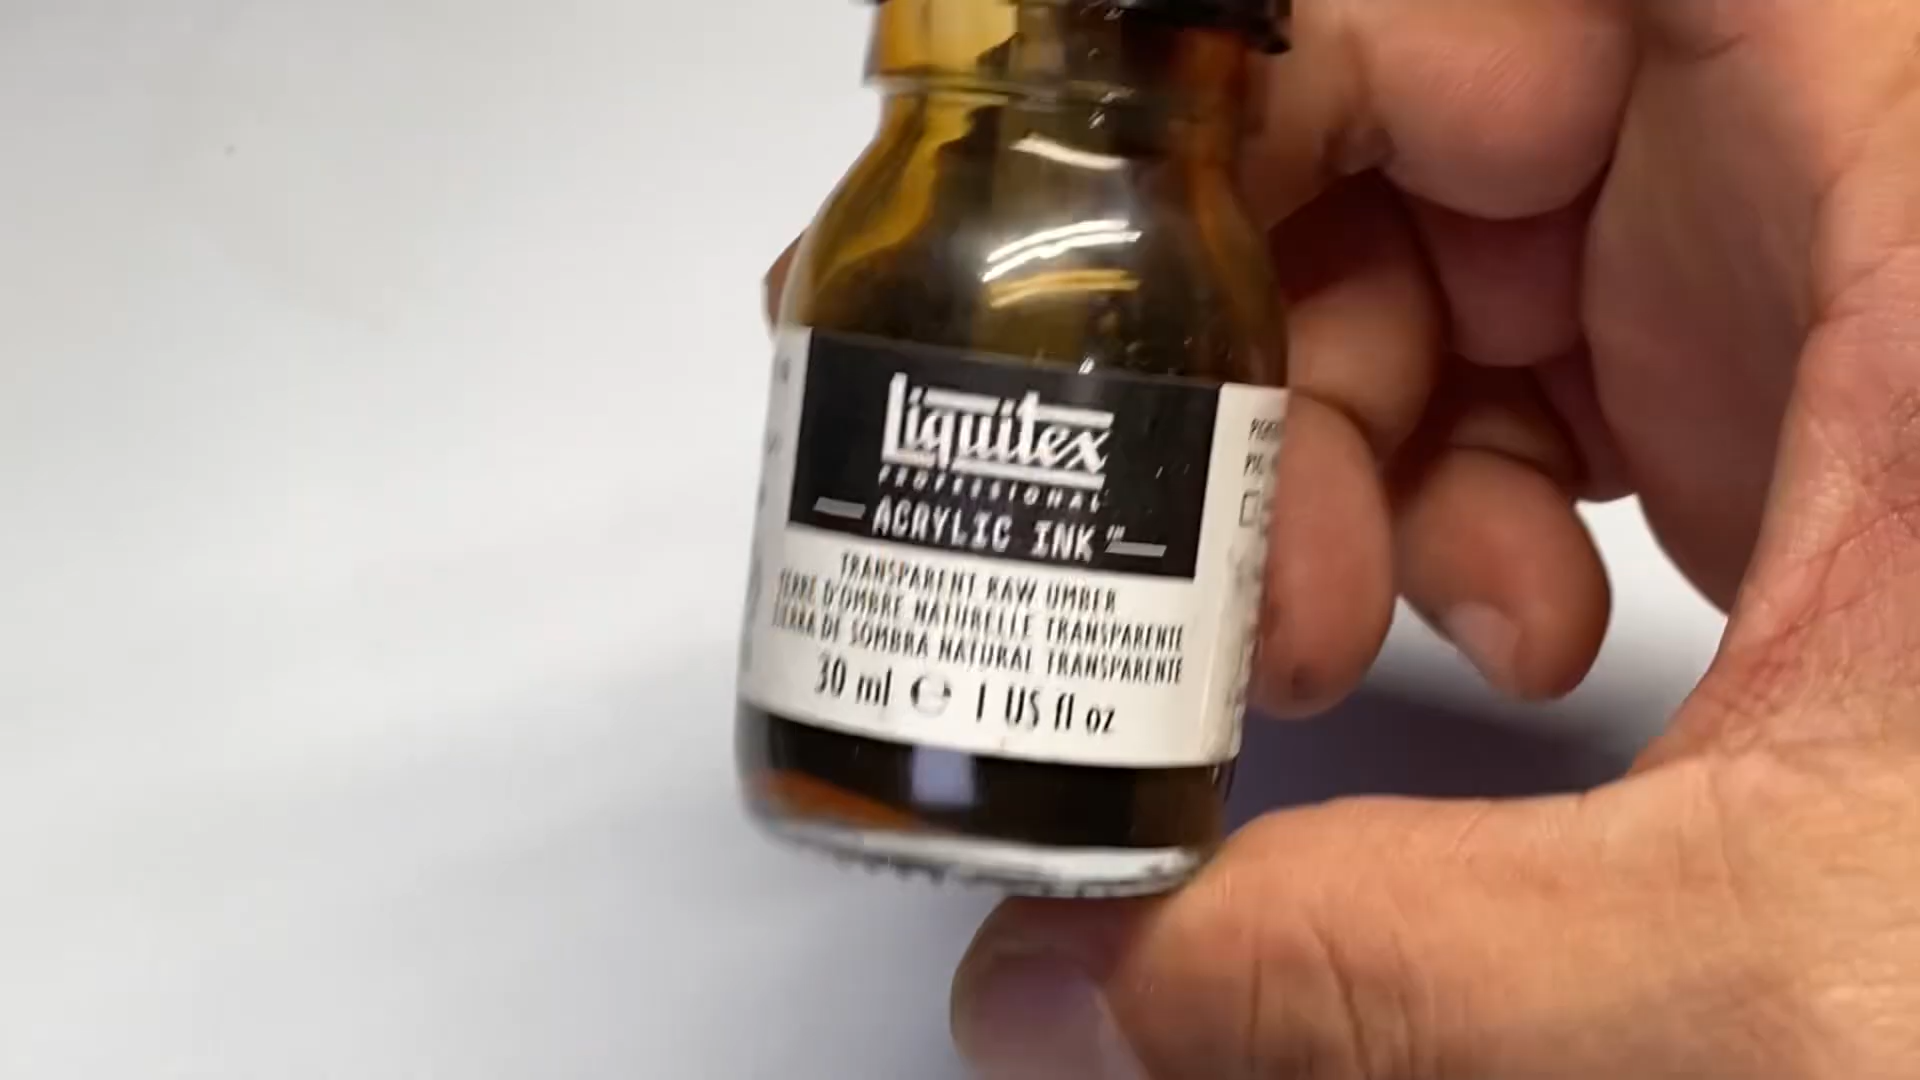 Liquitex
PROFESSIONAL
ACRYLIC INK™
TRANSPARENT RAW UMBER
TERRE D'OMBRE NATURELLE TRANSPARENTE
TIERRA DE SOMBRA NATURAL TRANSPARENTE
30 ml ℮ 1 US fl oz